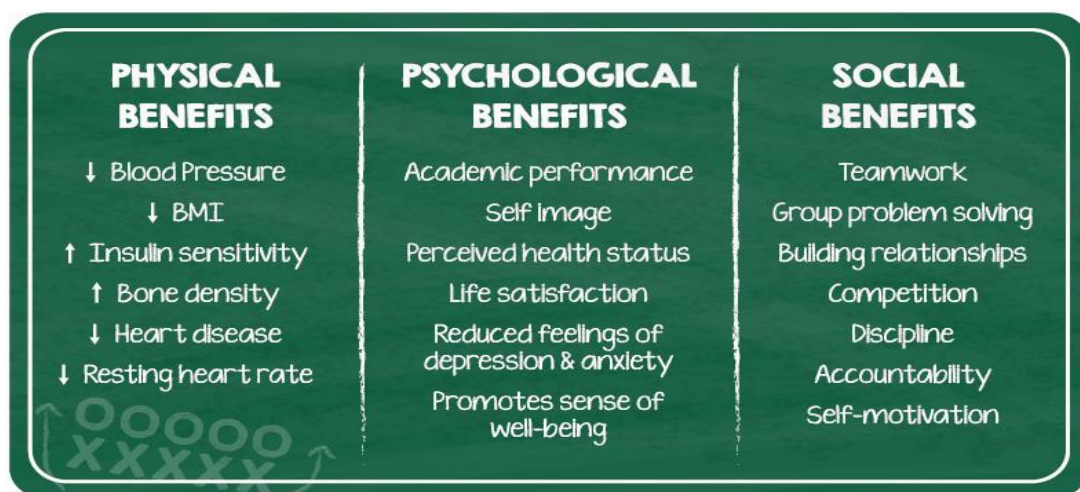 PHYSICAL
BENEFITS
↓ Blood Pressure
↓ BMI
↑ Insulin sensitivity
↑ Bone density
↓ Heart disease
↓ Resting heart rate
OOOOO
XXXXX
PSYCHOLOGICAL
BENEFITS
Academic performance
Self image
Perceived health status
Life satisfaction
Reduced feelings of
depression & anxiety
Promotes sense of
well-being
SOCIAL
BENEFITS
Teamwork
Group problem solving
Building relationships
Competition
Discipline
Accountability
Self-motivation